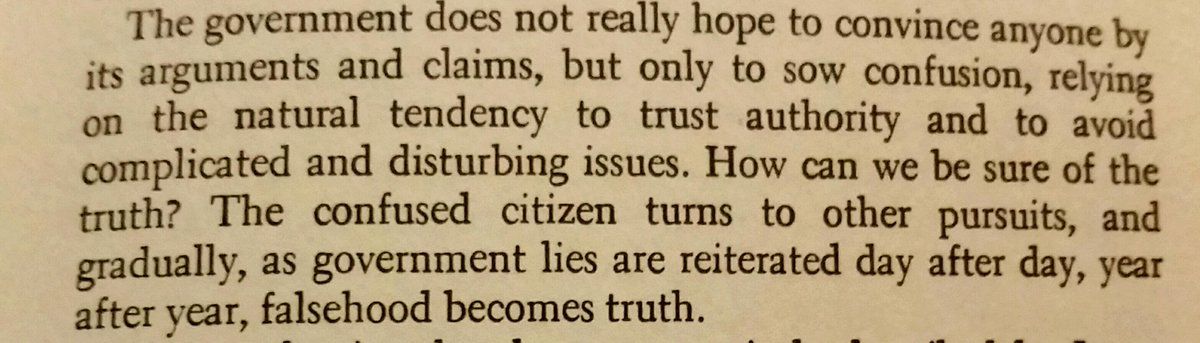 The government does not really hope to convince anyone by
its arguments and claims, but only to sow confusion, relying
on the natural tendency to trust authority and to avoid
complicated and disturbing issues. How can we be sure of the
truth? The confused citizen turns to other pursuits, and
gradually, as government lies are reiterated day after day, year
after year, falsehood becomes truth.